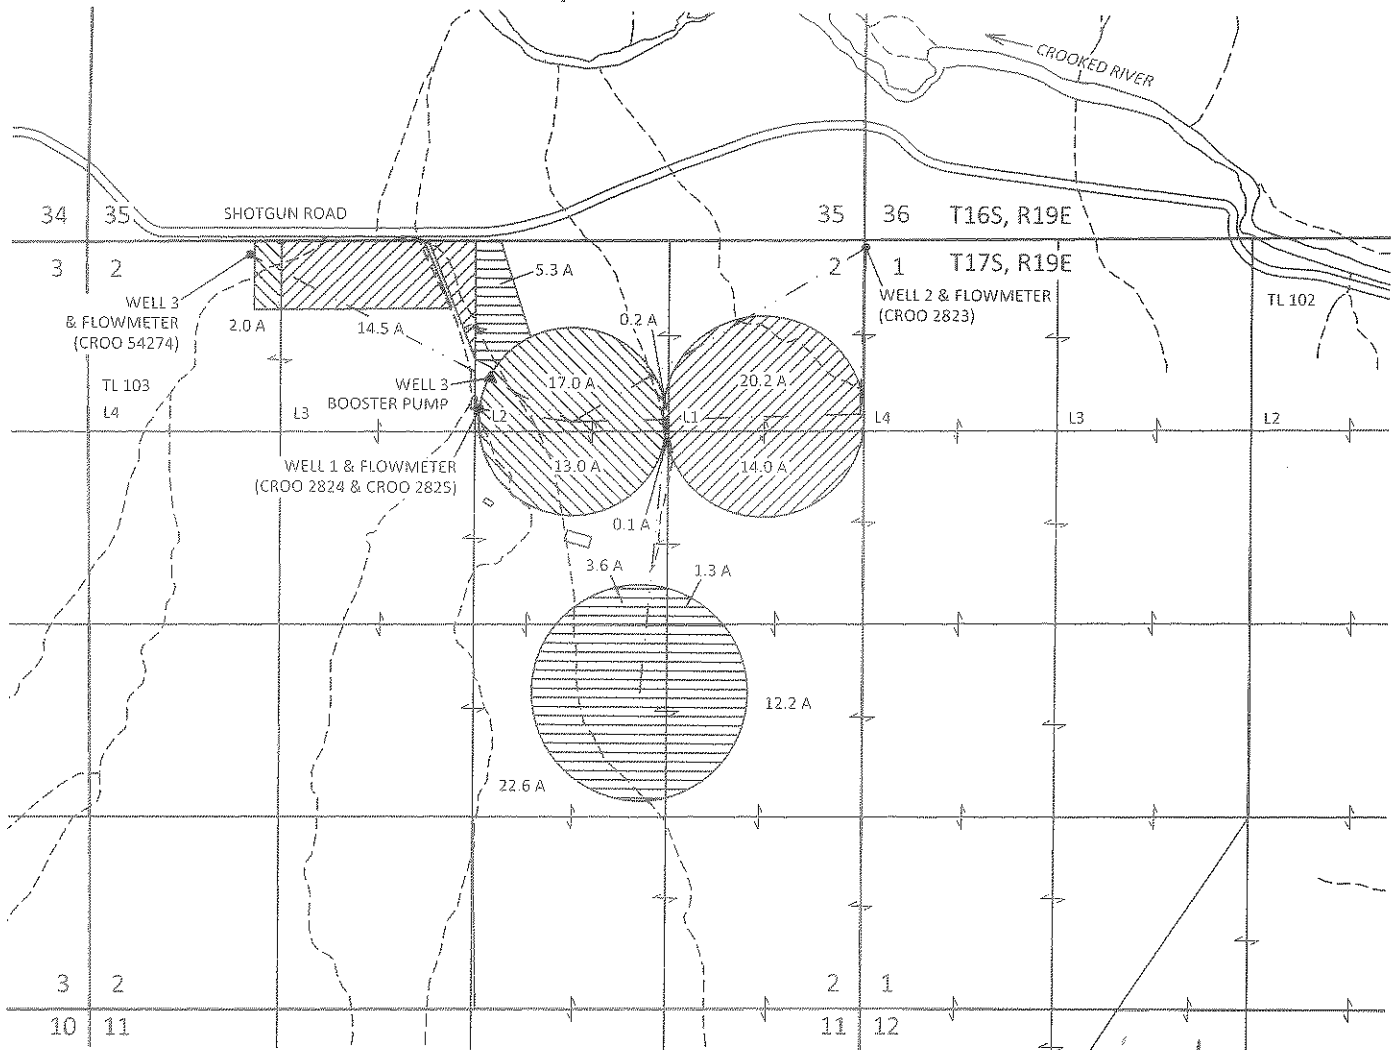 CROOKED RIVER
34
35
SHOTGUN ROAD
35
36
T16S, R19E
3
2
2
1
T17S, R19E
5.3 A
WELL 3
& FLOWMETER
(CROO 54274)
2.0 A
14.5 A
0.2 A
WELL 2 & FLOWMETER
(CROO 2823)
TL 102
TL 103
WELL 3
BOOSTER PUMP
17.0 A
20.2 A
L4
L3
L2
L1
L4
L3
L2
WELL 1 & FLOWMETER
(CROO 2824 & CROO 2825)
13.0 A
14.0 A
0.1 A
3.6 A
1.3 A
12.2 A
22.6 A
3
2
2
1
10
11
11
12